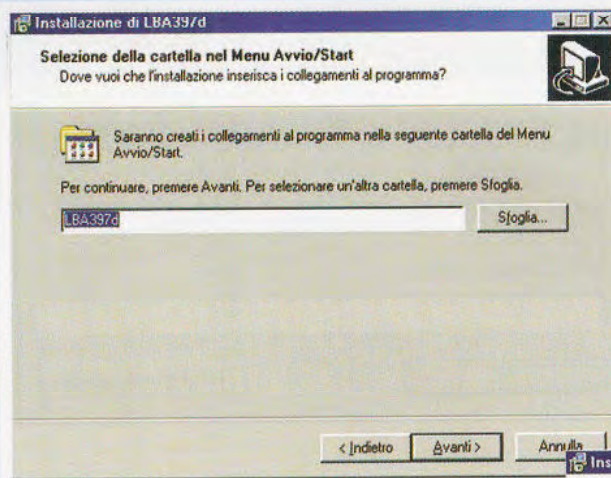 Installazione di LBA397d
Selezione della cartella nel Menu Avvio/Start
Dove vuoi che l'installazione inserisca i collegamenti al programma?
Saranno creati i collegamenti al programma nella seguente cartella del Menu
Avvio/Start.
Per continuare, premere Avanti. Per selezionare un'altra cartella, premere Sfoglia.
LBA397d
Sfoglia...
< Indietro
Avanti >
Annulla
Ins